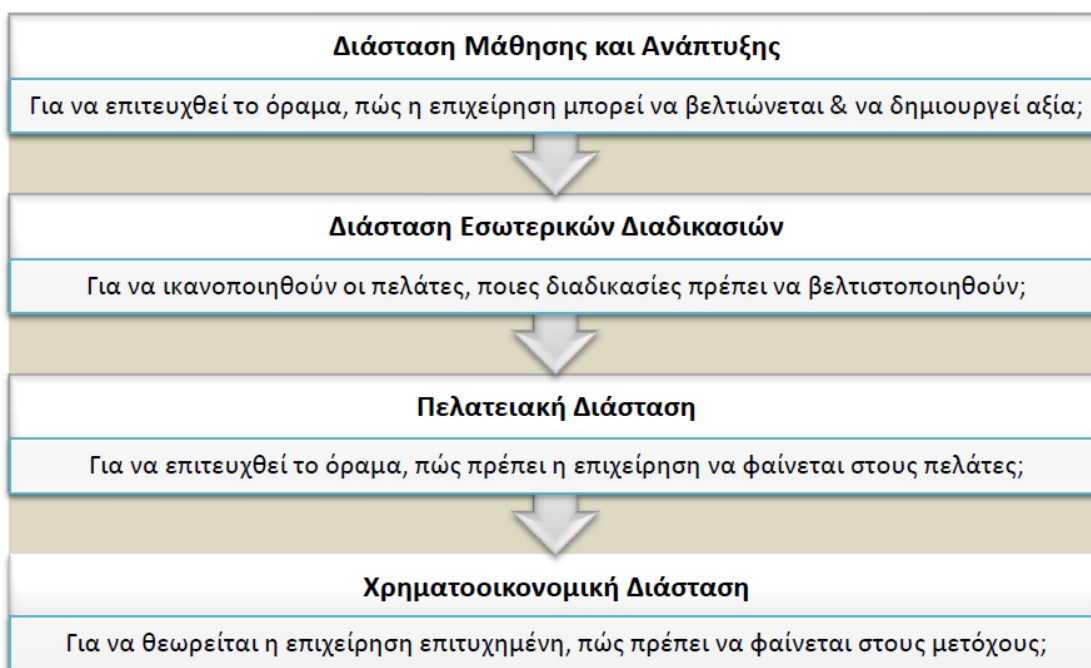 Διάσταση Μάθησης και Ανάπτυξης
Για να επιτευχθεί το όραμα, πώς η επιχείρηση μπορεί να βελτιώνεται & να δημιουργεί αξία;
Διάσταση Εσωτερικών Διαδικασιών
Για να ικανοποιηθούν οι πελάτες, ποιες διαδικασίες πρέπει να βελτιστοποιηθούν;
Πελατειακή Διάσταση
Για να επιτευχθεί το όραμα, πώς πρέπει η επιχείρηση να φαίνεται στους πελάτες;
Χρηματοοικονομική Διάσταση
Για να θεωρείται η επιχείρηση επιτυχημένη, πώς πρέπει να φαίνεται στους μετόχους;